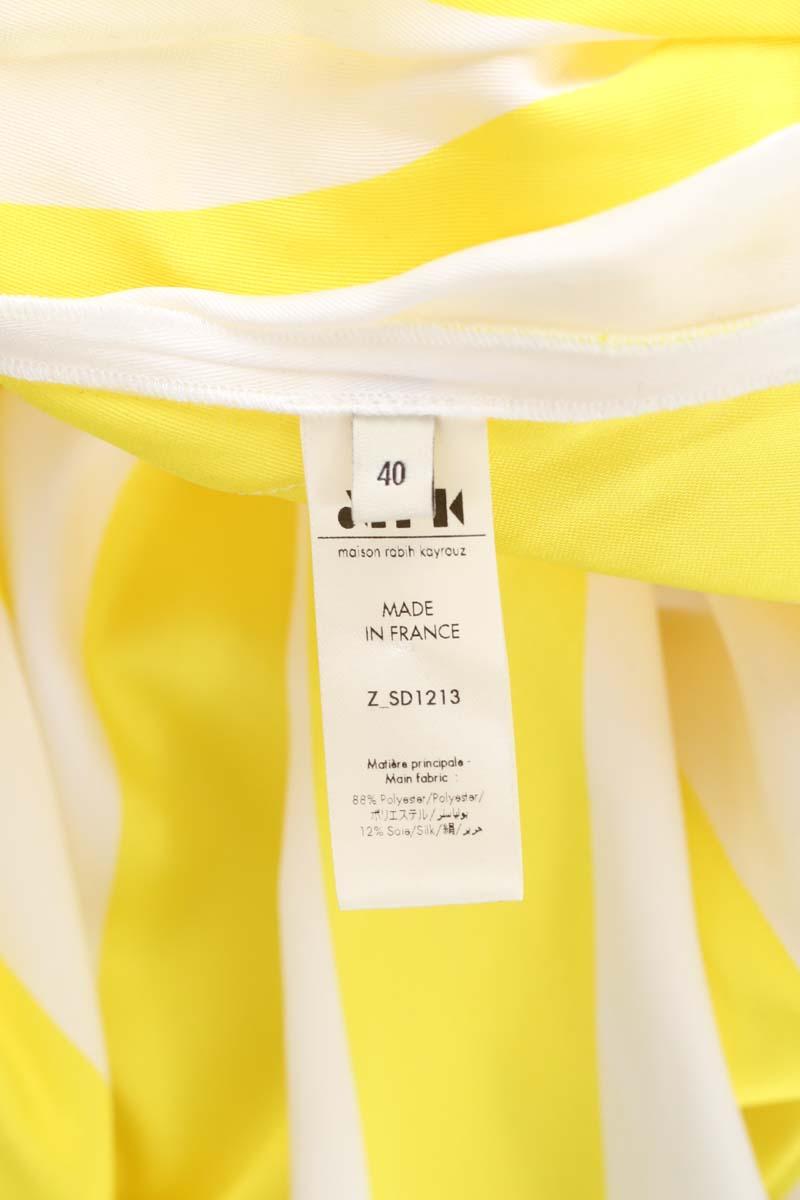 40
maison rabih kayrouz
MADE
IN FRANCE
Z_SD1213
Matière principale -
Main fabric :
88% Polyester/Polyester/
ポリエステル/بولياستر/
12% Soie/Silk/絹/حرير/